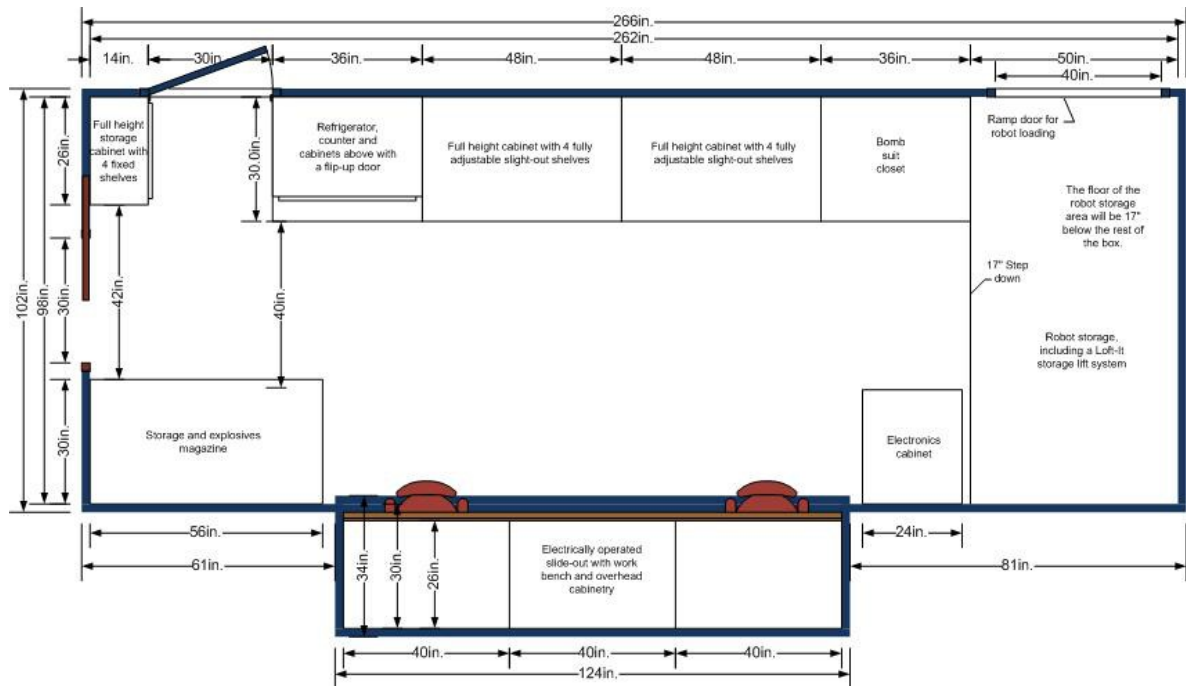 266in.
262in.
14in.
30in.
36in.
48in.
48in.
36in.
50in.
40in.
Full height
storage
cabinet with
4 fixed
shelves
Refrigerator,
counter and
cabinets above with
a flip-up door
Full height cabinet with 4 fully
adjustable slight-out shelves
Full height cabinet with 4 fully
adjustable slight-out shelves
Bomb
suit
closet
Ramp door for
robot loading
The floor of the
robot storage
area will be 17"
below the rest of
the box.
17" Step
down
Robot storage,
including a Loft-It
storage lift system
26in.
30.0in.
102in.
98in.
30in.
42in.
40in.
30in.
Storage and explosives
magazine
Electronics
cabinet
56in.
61in.
34in.
30in.
26in.
Electrically operated
slide-out with work
bench and overhead
cabinetry
24in.
81in.
40in.
40in.
40in.
124in.